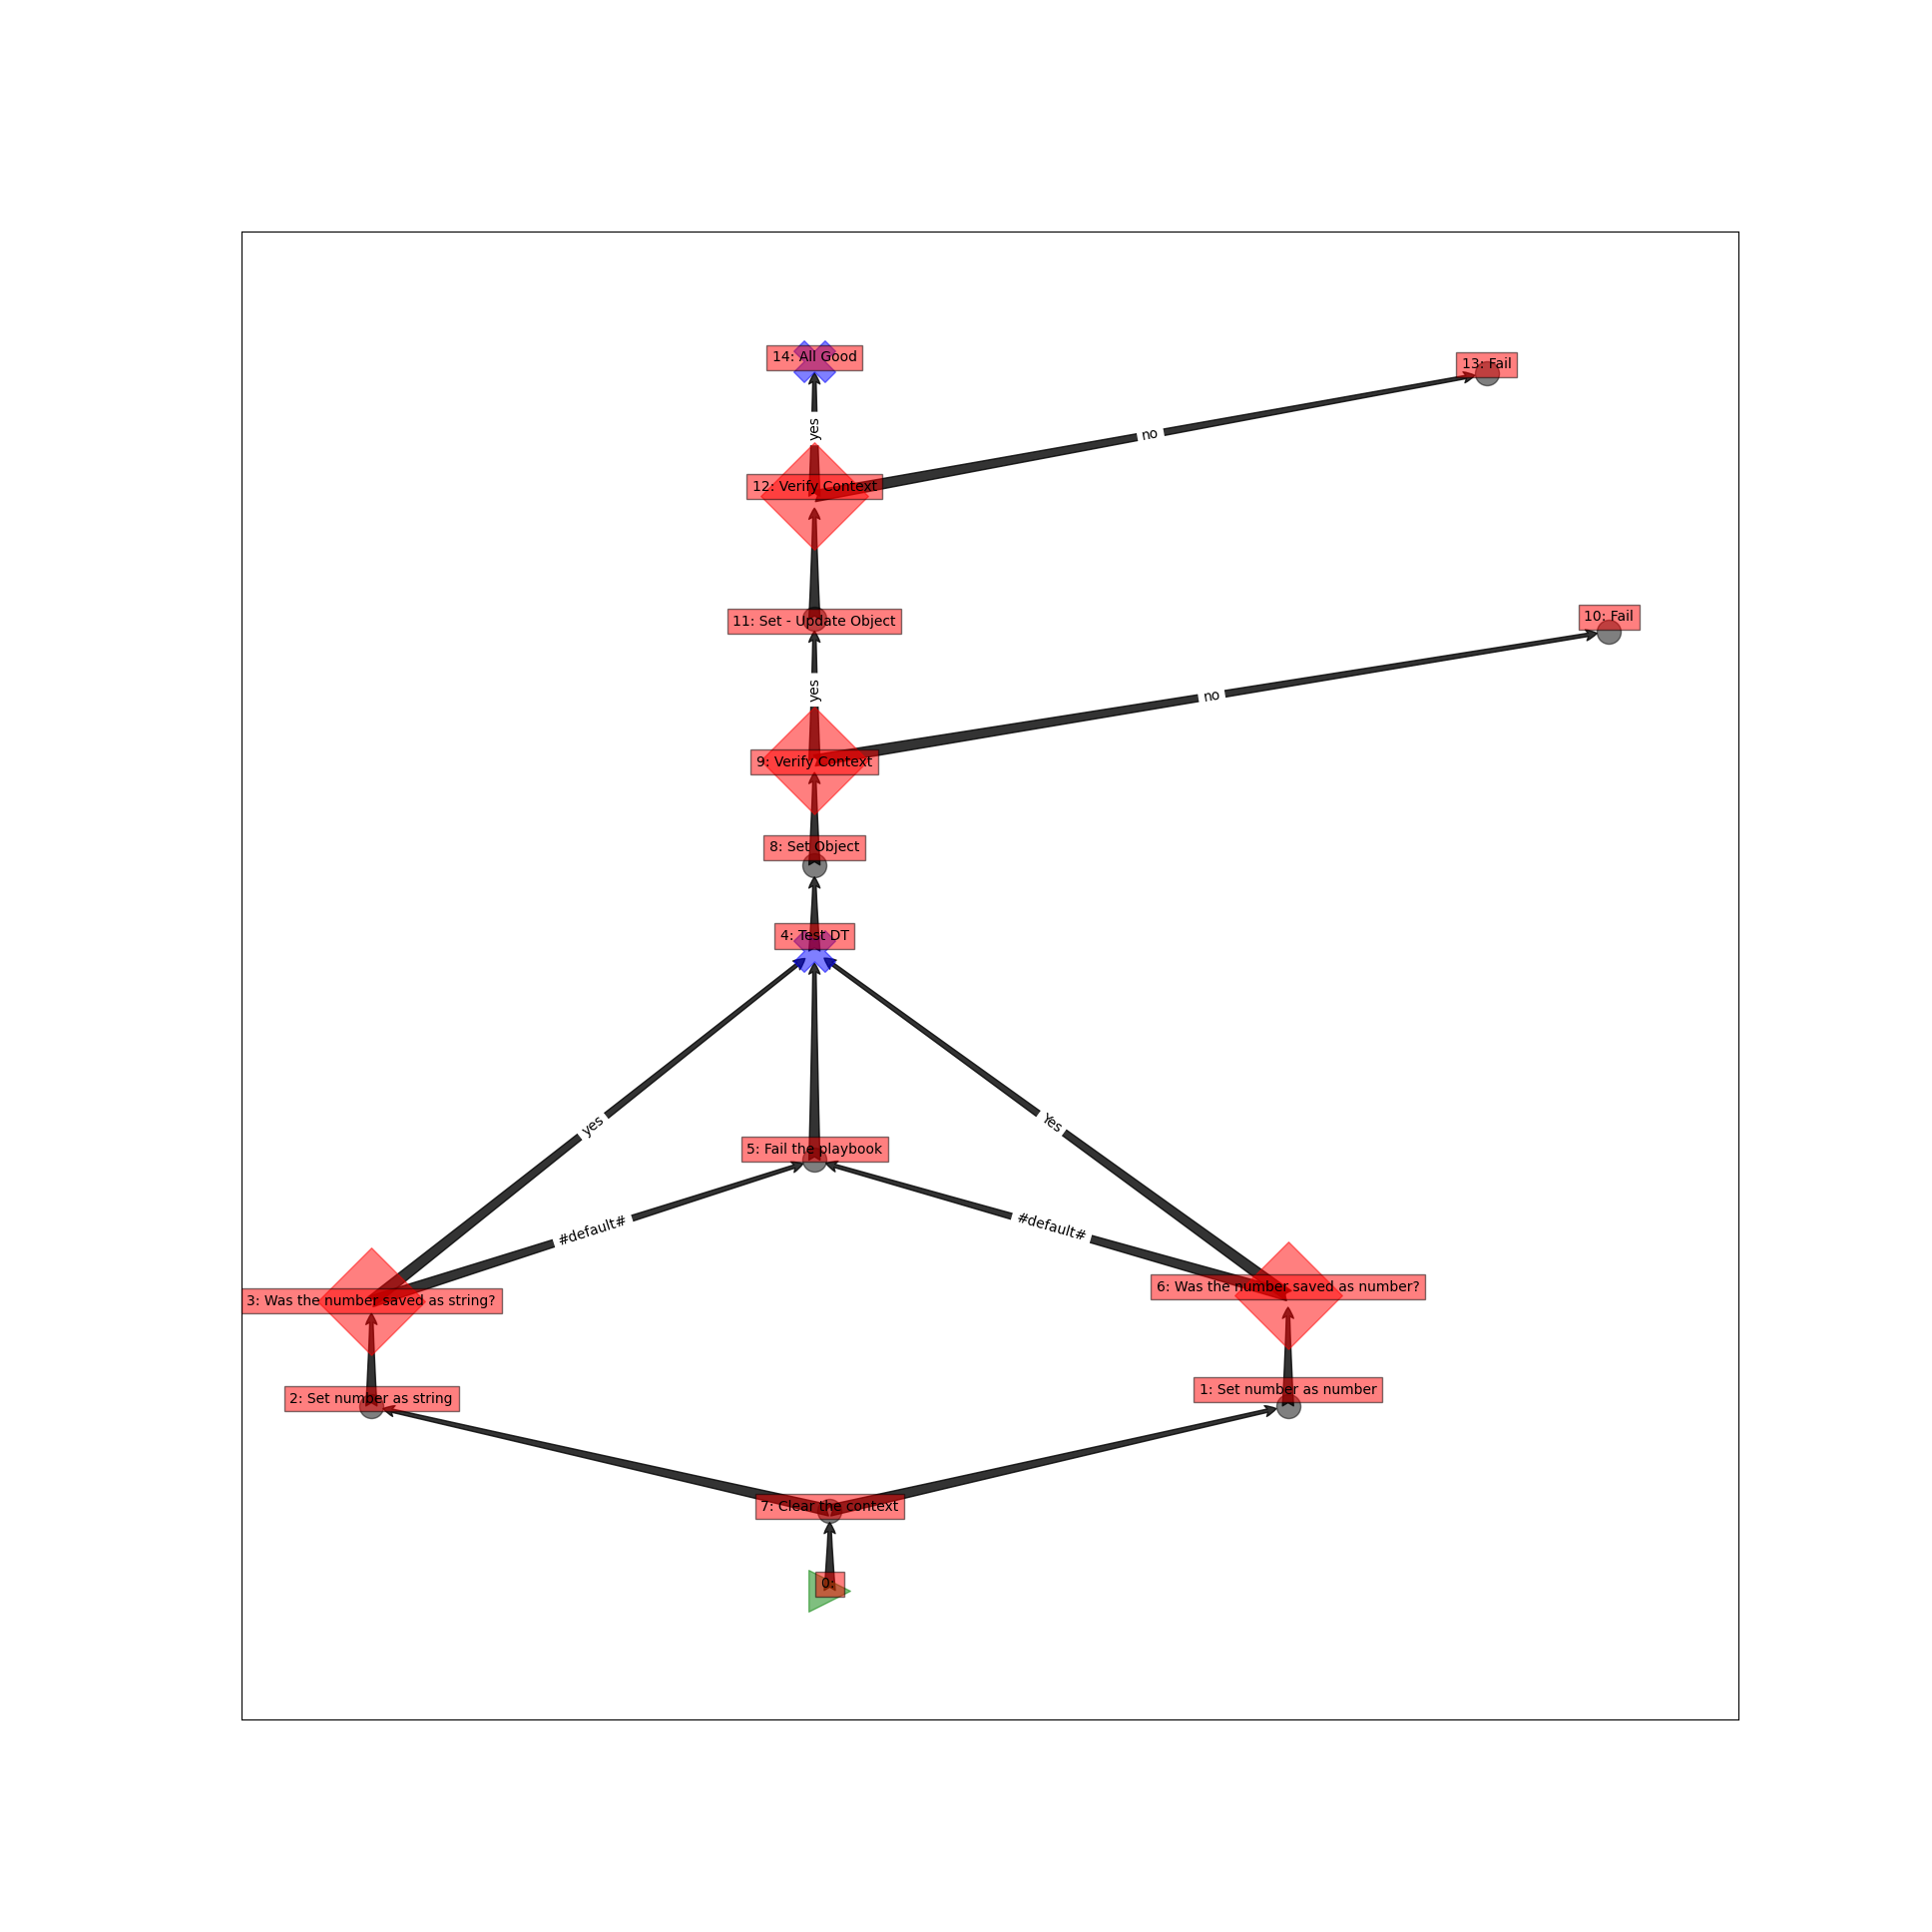 14: All Good
13: Fail
yes
no
12: Verify Context
11: Set - Update Object
10: Fail
yes
no
9: Verify Context
8: Set Object
4: Test DT
yes
Yes
5: Fail the playbook
#default#
#default#
3: Was the number saved as string?
6: Was the number saved as number?
2: Set number as string
1: Set number as number
7: Clear the context
0: